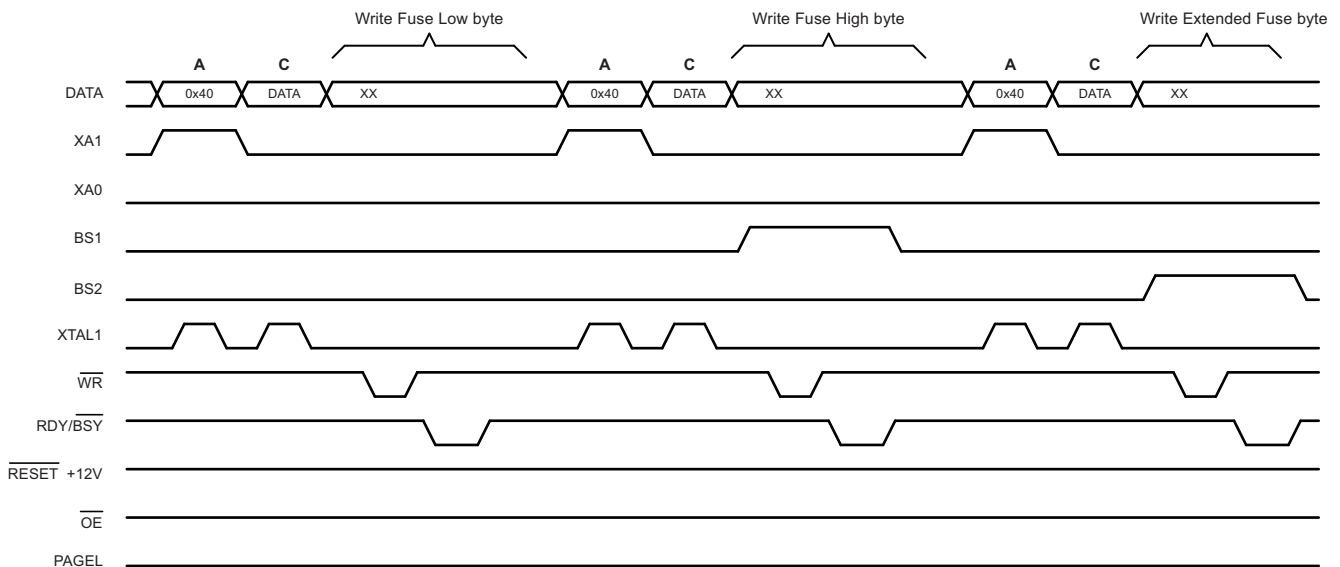 Write Fuse Low byte Write Fuse High byte Write Extended Fuse byte
A C A C A C
DATA 0x40 DATA XX 0x40 DATA XX 0x40 DATA XX
XA1
XA0
BS1
BS2
XTAL1
WR
RDY/BSY
RESET +12V
OE
PAGEL